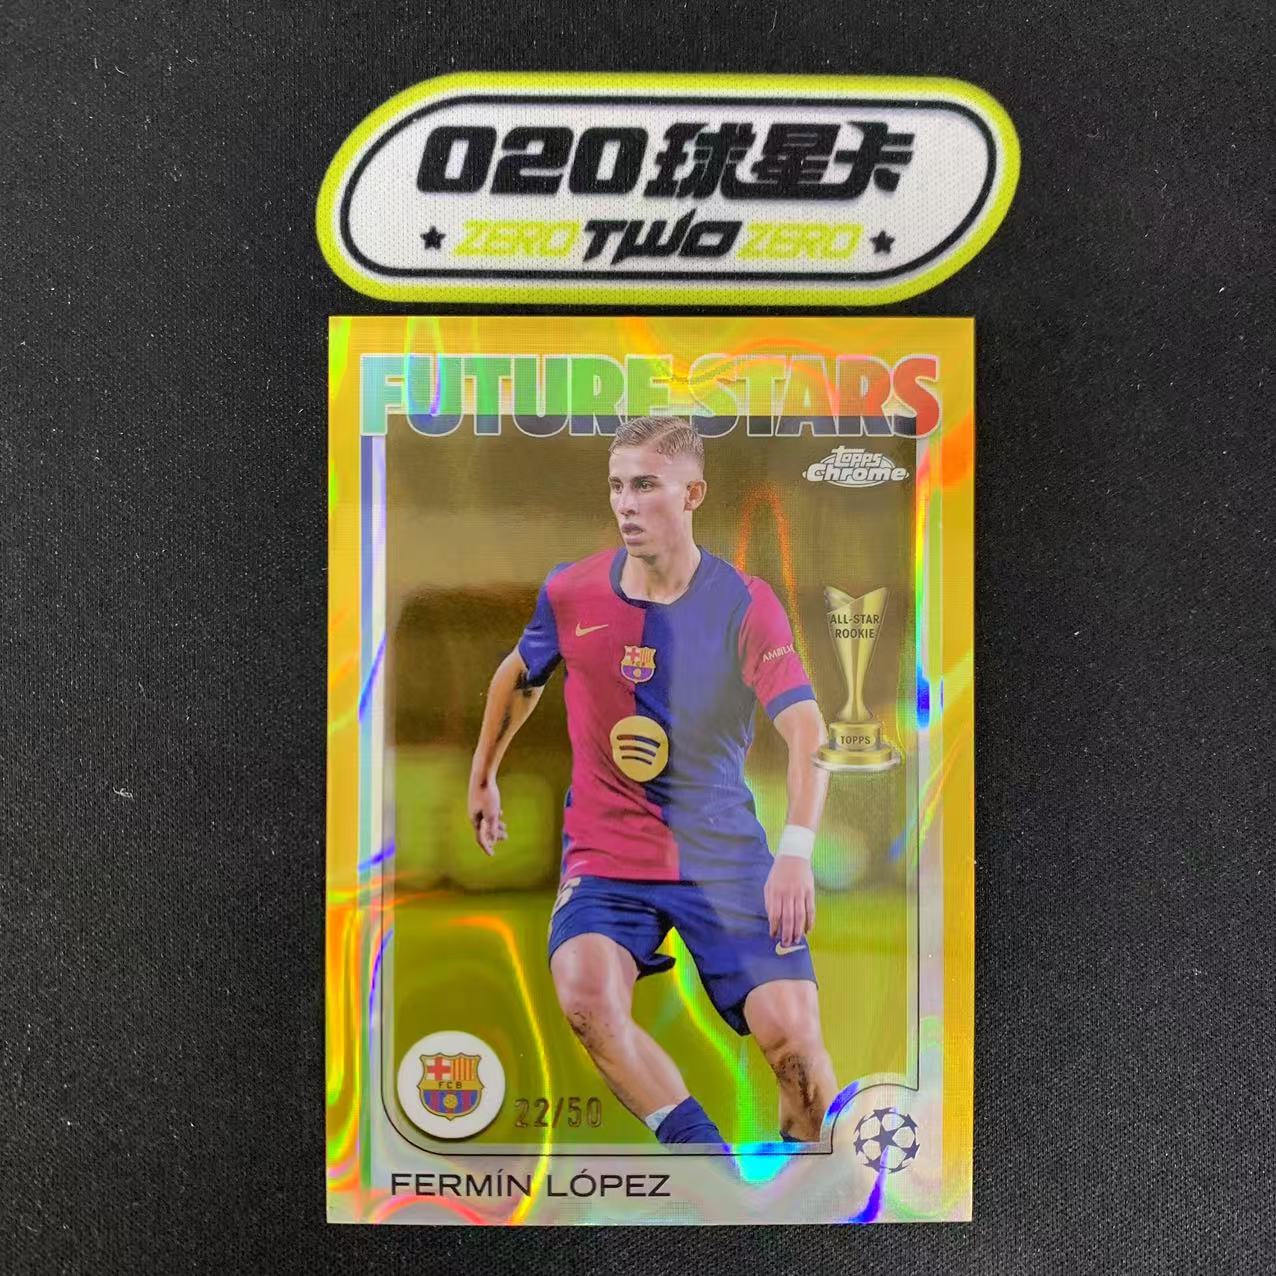 020球星卡
★ ZERO TWO ZERO ★
FUTURE STARS
topps
Chrome
ALL-STAR
ROOKIE
TOPPS
FCB
22/50
FERMÍN LÓPEZ